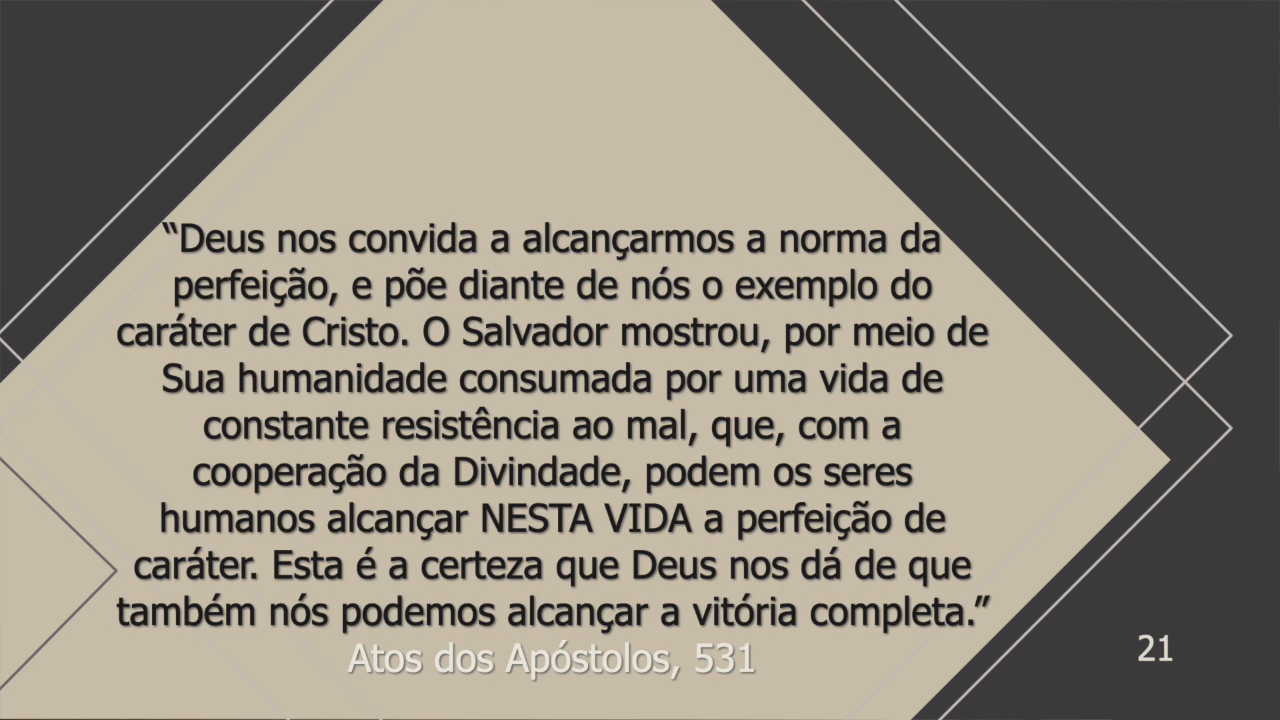 “Deus nos convida a alcançarmos a norma da
perfeição, e põe diante de nós o exemplo do
caráter de Cristo. O Salvador mostrou, por meio de
Sua humanidade consumada por uma vida de
constante resistência ao mal, que, com a
cooperação da Divindade, podem os seres
humanos alcançar NESTA VIDA a perfeição de
caráter. Esta é a certeza que Deus nos dá de que
também nós podemos alcançar a vitória completa.”
Atos dos Apóstolos, 531
21